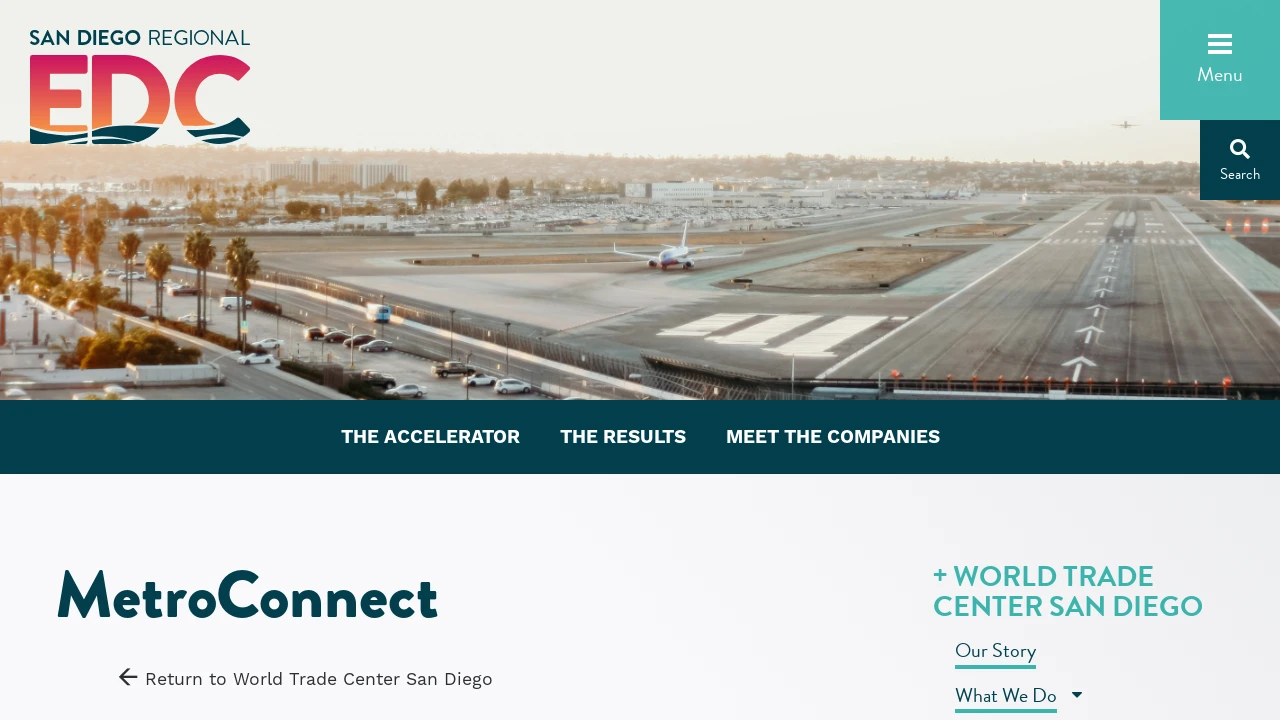 SAN DIEGO REGIONAL
EDC
Menu
Search
THE ACCELERATOR
THE RESULTS
MEET THE COMPANIES
MetroConnect
Return to World Trade Center San Diego
+ WORLD TRADE
CENTER SAN DIEGO
Our Story
What We Do